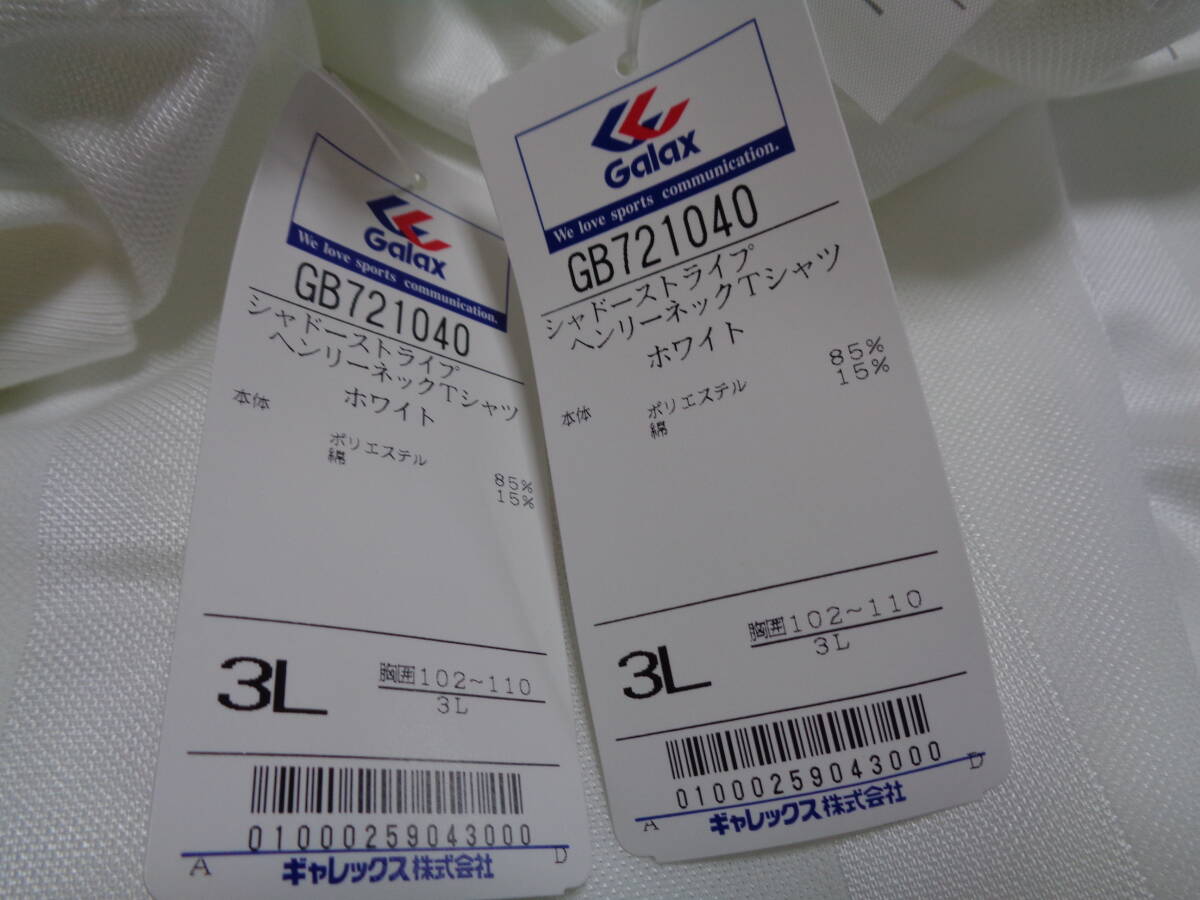 Galax
We love sports communication.
GB721040
シャドーストライプ
ヘンリーネックTシャツ
ホワイト
本体 ポリエステル 85%
綿 15%
3L
胸囲102~110
3L
01000259043000
A ギャレックス株式会社 D
Galax
We love sports communication.
GB721040
シャドーストライプ
ヘンリーネックTシャツ
ホワイト
本体 ポリエステル 85%
綿 15%
3L
胸囲102~110
3L
01000259043000
A ギャレックス株式会社 D